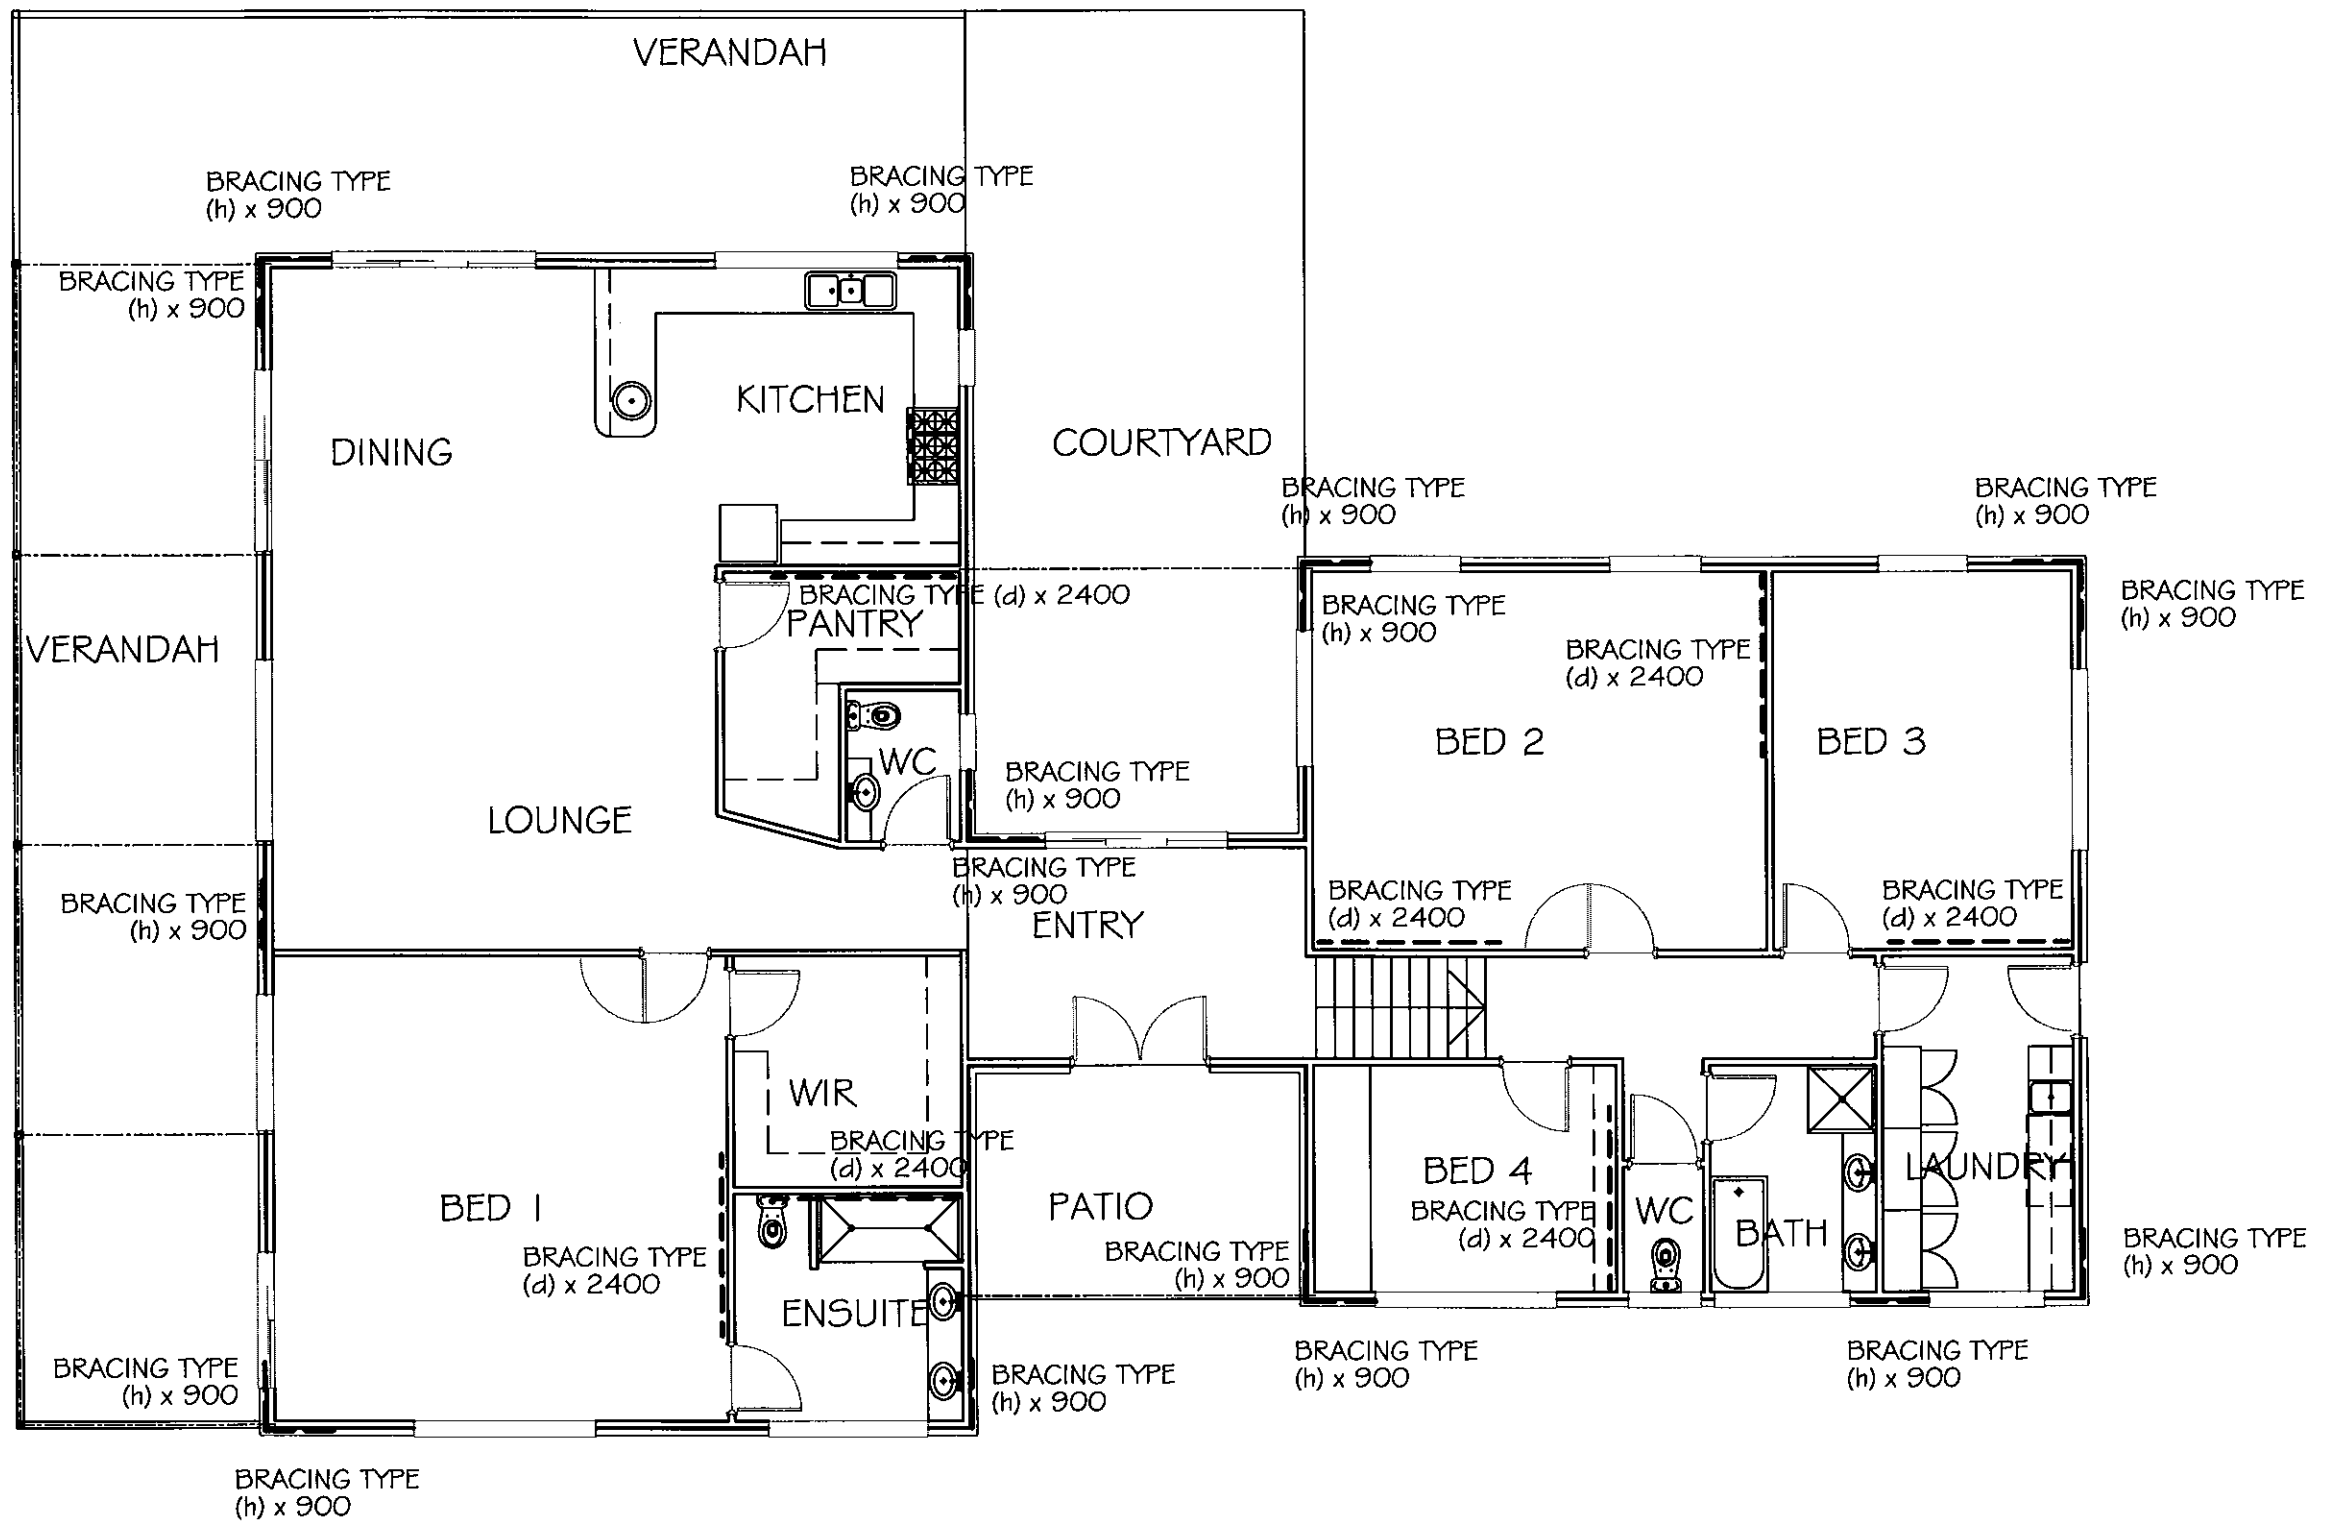 VERANDAH
BRACING TYPE
(h) x 900
BRACING TYPE
(h) x 900
BRACING TYPE
(h) x 900
KITCHEN
DINING
COURTYARD
BRACING TYPE
(h) x 900
BRACING TYPE
(h) x 900
BRACING TYPE (d) x 2400
PANTRY
BRACING TYPE
(h) x 900
BRACING TYPE
(h) x 900
VERANDAH
BRACING TYPE
(d) x 2400
BED 2
BED 3
WC
BRACING TYPE
(h) x 900
LOUNGE
BRACING TYPE
(h) x 900
ENTRY
BRACING TYPE
(d) x 2400
BRACING TYPE
(d) x 2400
BRACING TYPE
(h) x 900
WIR
BRACING TYPE
(d) x 2400
BED 4
BRACING TYPE
(d) x 2400
LAUNDRY
BED 1
PATIO
WC
BATH
BRACING TYPE
(h) x 900
BRACING TYPE
(h) x 900
BRACING TYPE
(d) x 2400
ENSUITE
BRACING TYPE
(h) x 900
BRACING TYPE
(h) x 900
BRACING TYPE
(h) x 900
BRACING TYPE
(h) x 900
BRACING TYPE
(h) x 900